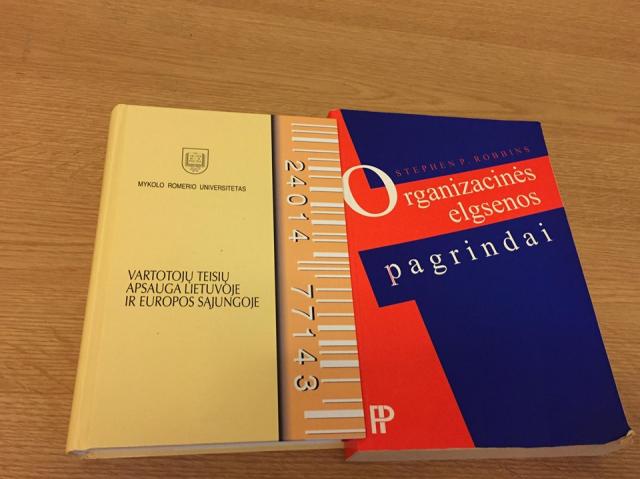 MYKOLO ROMERIO UNIVERSITETAS
VARTOTOJŲ TEISIŲ
APSAUGA LIETUVOJE
IR EUROPOS SĄJUNGOJE
24014 77143
STEPHEN P. ROBBINS
Organizacinės
elgsenos
pagrindai